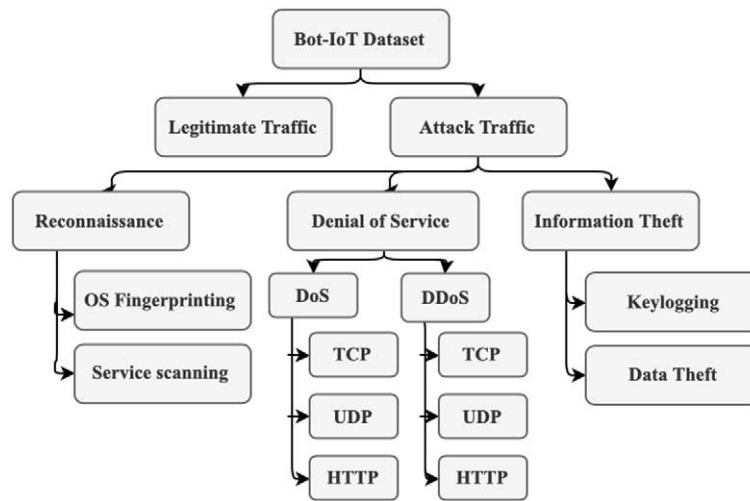 Bot-IoT Dataset
Legitimate Traffic
Attack Traffic
Reconnaissance
Denial of Service
Information Theft
OS Fingerprinting
Service scanning
DoS
DDoS
TCP
TCP
UDP
UDP
HTTP
HTTP
Keylogging
Data Theft